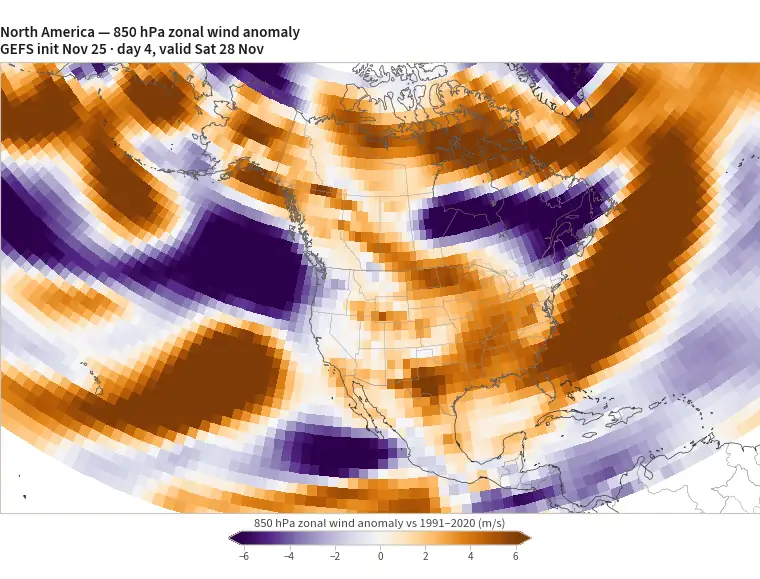 North America — 850 hPa zonal wind anomaly
GEFS init Nov 25 · day 4, valid Sat 28 Nov
850 hPa zonal wind anomaly vs 1991–2020 (m/s)
−6 −4 −2 0 2 4 6